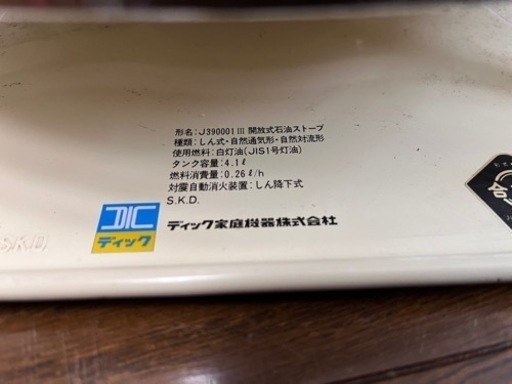 形名：J390001 III 開放式石油ストーブ
種類：しん式・自然通気形・自然対流形
使用燃料：白灯油(JIS1号灯油)
タンク容量：4.1ℓ
燃料消費量：0.26ℓ/h
対震自動消火装置：しん降下式
S.K.D.
DIC
ディック
ディック家庭機器株式会社
S.K.D
合